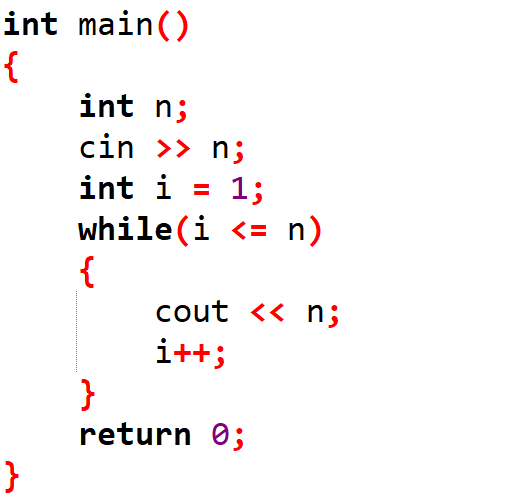 int main()
{
    int n;
    cin >> n;
    int i = 1;
    while(i <= n)
    {
        cout << n;
        i++;
    }
    return 0;
}